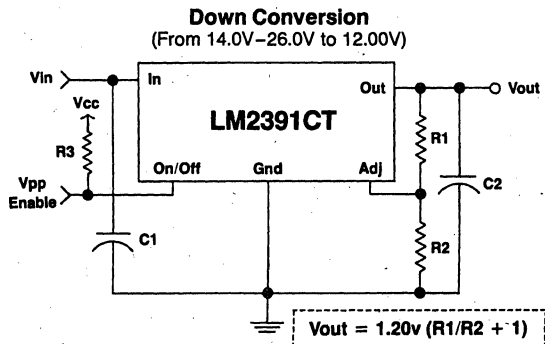 Down Conversion
(From 14.0V–26.0V to 12.00V)
Vin
In
Out
Vout
Vcc
LM2391CT
R1
R3
On/Off
Gnd
Adj
Vpp
Enable
C2
C1
R2
Vout = 1.20v (R1/R2 + 1)